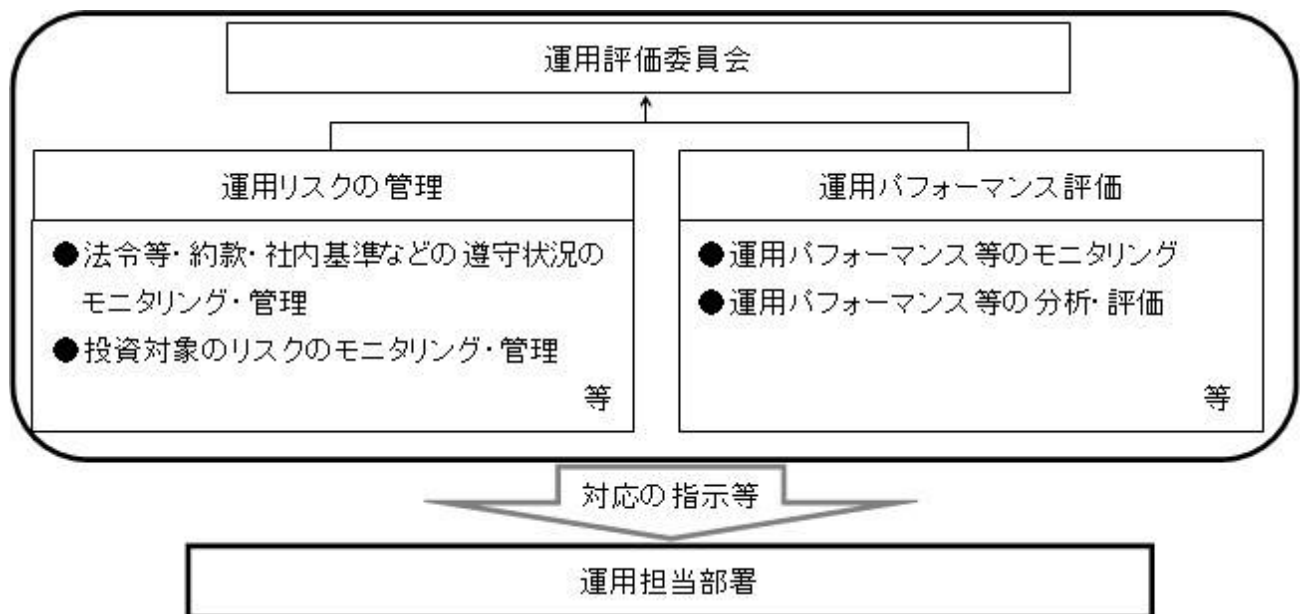 運用評価委員会
運用リスクの管理
●法令等・約款・社内基準などの遵守状況の
モニタリング・管理
●投資対象のリスクのモニタリング・管理
等
運用パフォーマンス評価
●運用パフォーマンス等のモニタリング
●運用パフォーマンス等の分析・評価
等
対応の指示等
運用担当部署